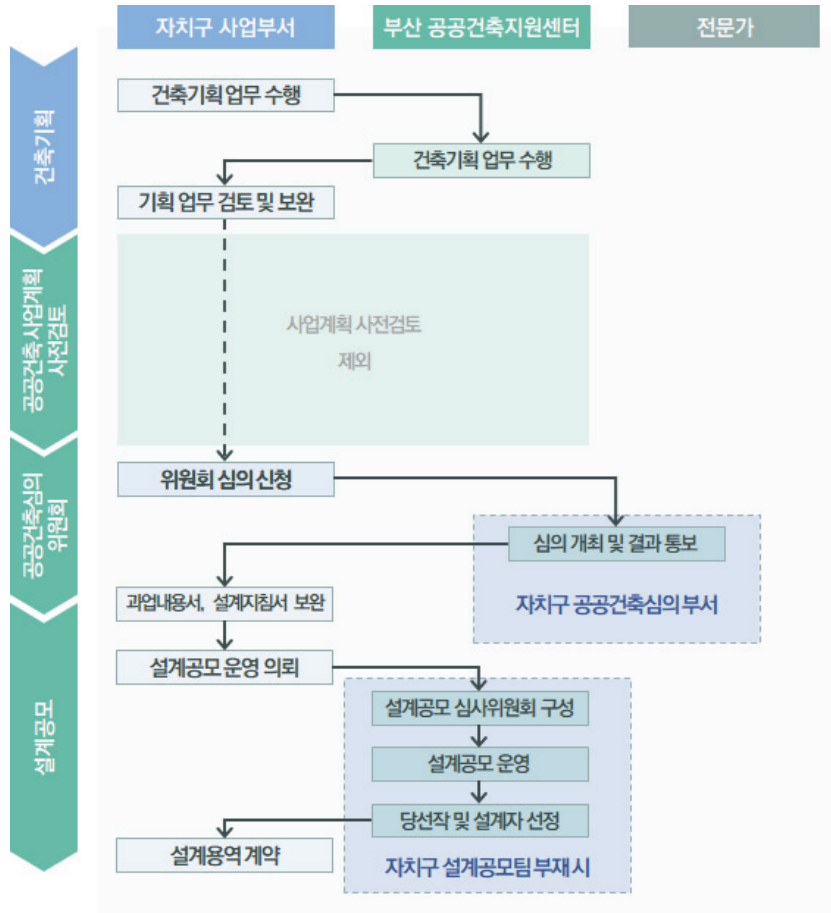 자치구 사업부서
부산 공공건축지원센터
전문가
건축기획
건축기획 업무 수행
건축기획 업무 수행
기획 업무 검토 및 보완
공공건축 사업계획
사전검토
사업계획 사전검토
제외
공공건축심의
위원회
위원회 심의 신청
심의 개최 및 결과 통보
자치구 공공건축심의 부서
과업내용서, 설계지침서 보완
설계공모
설계공모 운영 의뢰
설계공모 심사위원회 구성
설계공모 운영
당선작 및 설계자 선정
자치구 설계공모팀 부재 시
설계용역 계약